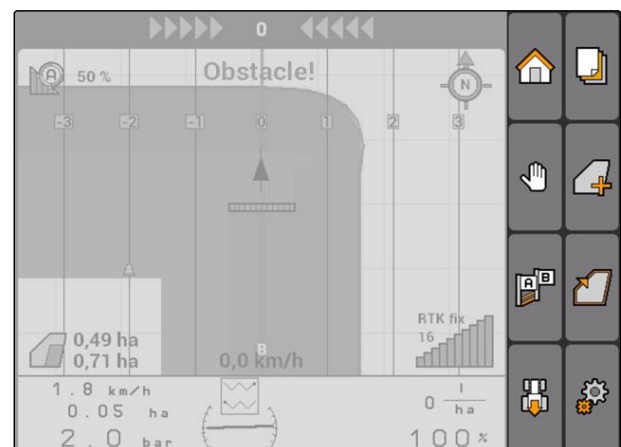 0
A 50 % Obstacle! N
-3 -2 -1 0 1 2 3
A B
RTK fix
16
0,49 ha
0,71 ha 0,0 km/h B
1.8 km/h
0.05 ha
2.0 bar
0 l/ha
100 %